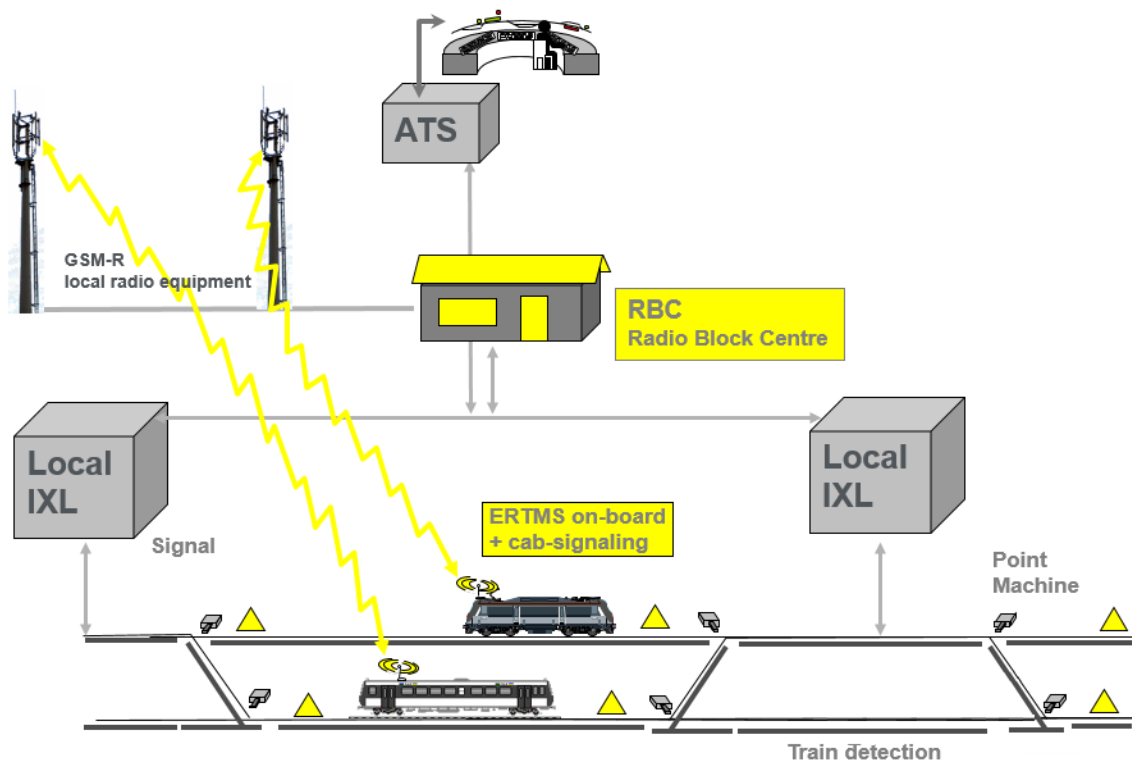 ATS
GSM-R
local radio equipment
RBC
Radio Block Centre
Local
IXL
Local
IXL
ERTMS on-board
+ cab-signaling
Signal
Point
Machine
Train detection